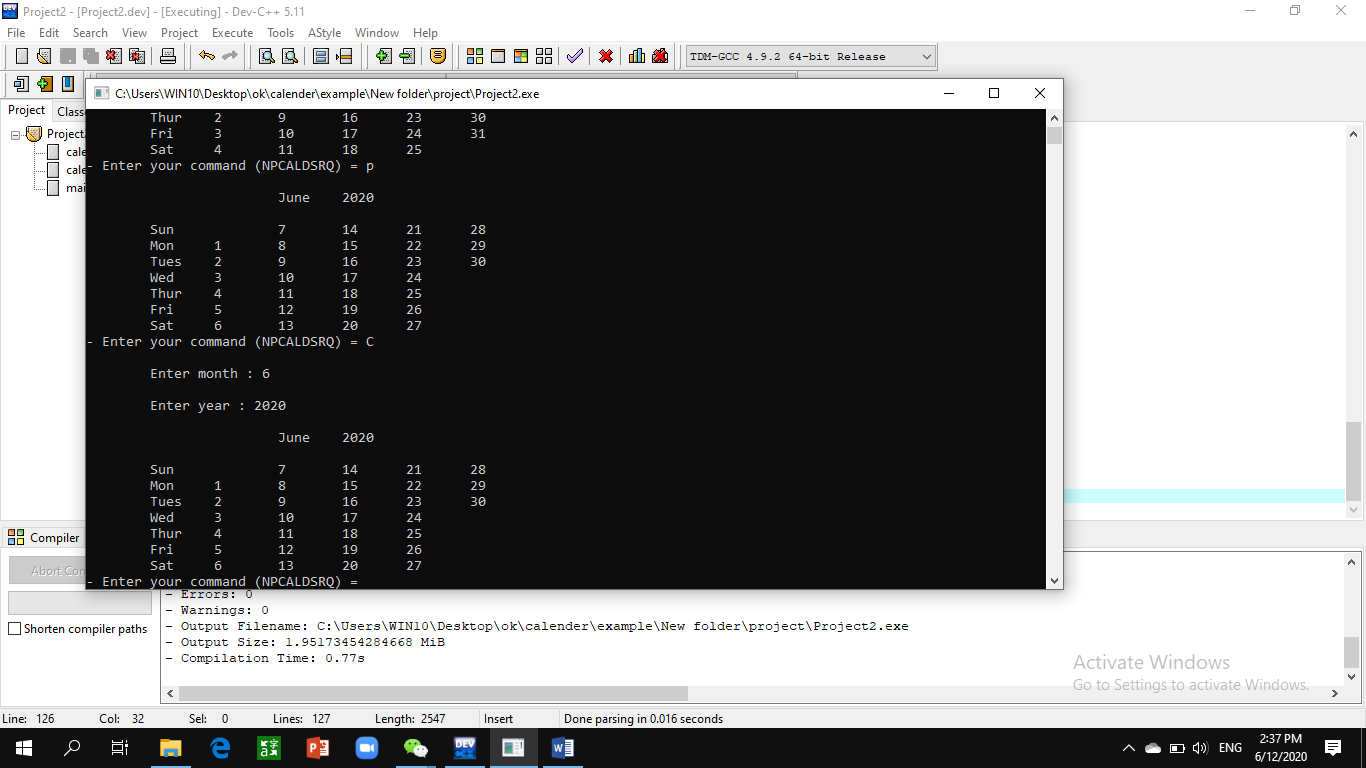 Project2 - [Project2.dev] - [Executing] - Dev-C++ 5.11
File Edit Search View Project Execute Tools AStyle Window Help
TDM-GCC 4.9.2 64-bit Release
C:\Users\WIN10\Desktop\ok\calender\example\New folder\project\Project2.exe
Project Class
Project2
cale
cale
mai
Thur 2 9 16 23 30
Fri 3 10 17 24 31
Sat 4 11 18 25
- Enter your command (NPCALDSRQ) = p
June 2020
Sun 7 14 21 28
Mon 1 8 15 22 29
Tues 2 9 16 23 30
Wed 3 10 17 24
Thur 4 11 18 25
Fri 5 12 19 26
Sat 6 13 20 27
- Enter your command (NPCALDSRQ) = C
Enter month : 6
Enter year : 2020
June 2020
Sun 7 14 21 28
Mon 1 8 15 22 29
Tues 2 9 16 23 30
Wed 3 10 17 24
Thur 4 11 18 25
Fri 5 12 19 26
Sat 6 13 20 27
- Enter your command (NPCALDSRQ) =
Compiler
Abort Com
Shorten compiler paths
- Errors: 0
- Warnings: 0
- Output Filename: C:\Users\WIN10\Desktop\ok\calender\example\New folder\project\Project2.exe
- Output Size: 1.95173454284668 MiB
- Compilation Time: 0.77s
Activate Windows
Go to Settings to activate Windows.
Line: 126 Col: 32 Sel: 0 Lines: 127 Length: 2547 Insert Done parsing in 0.016 seconds
ENG
2:37 PM
6/12/2020